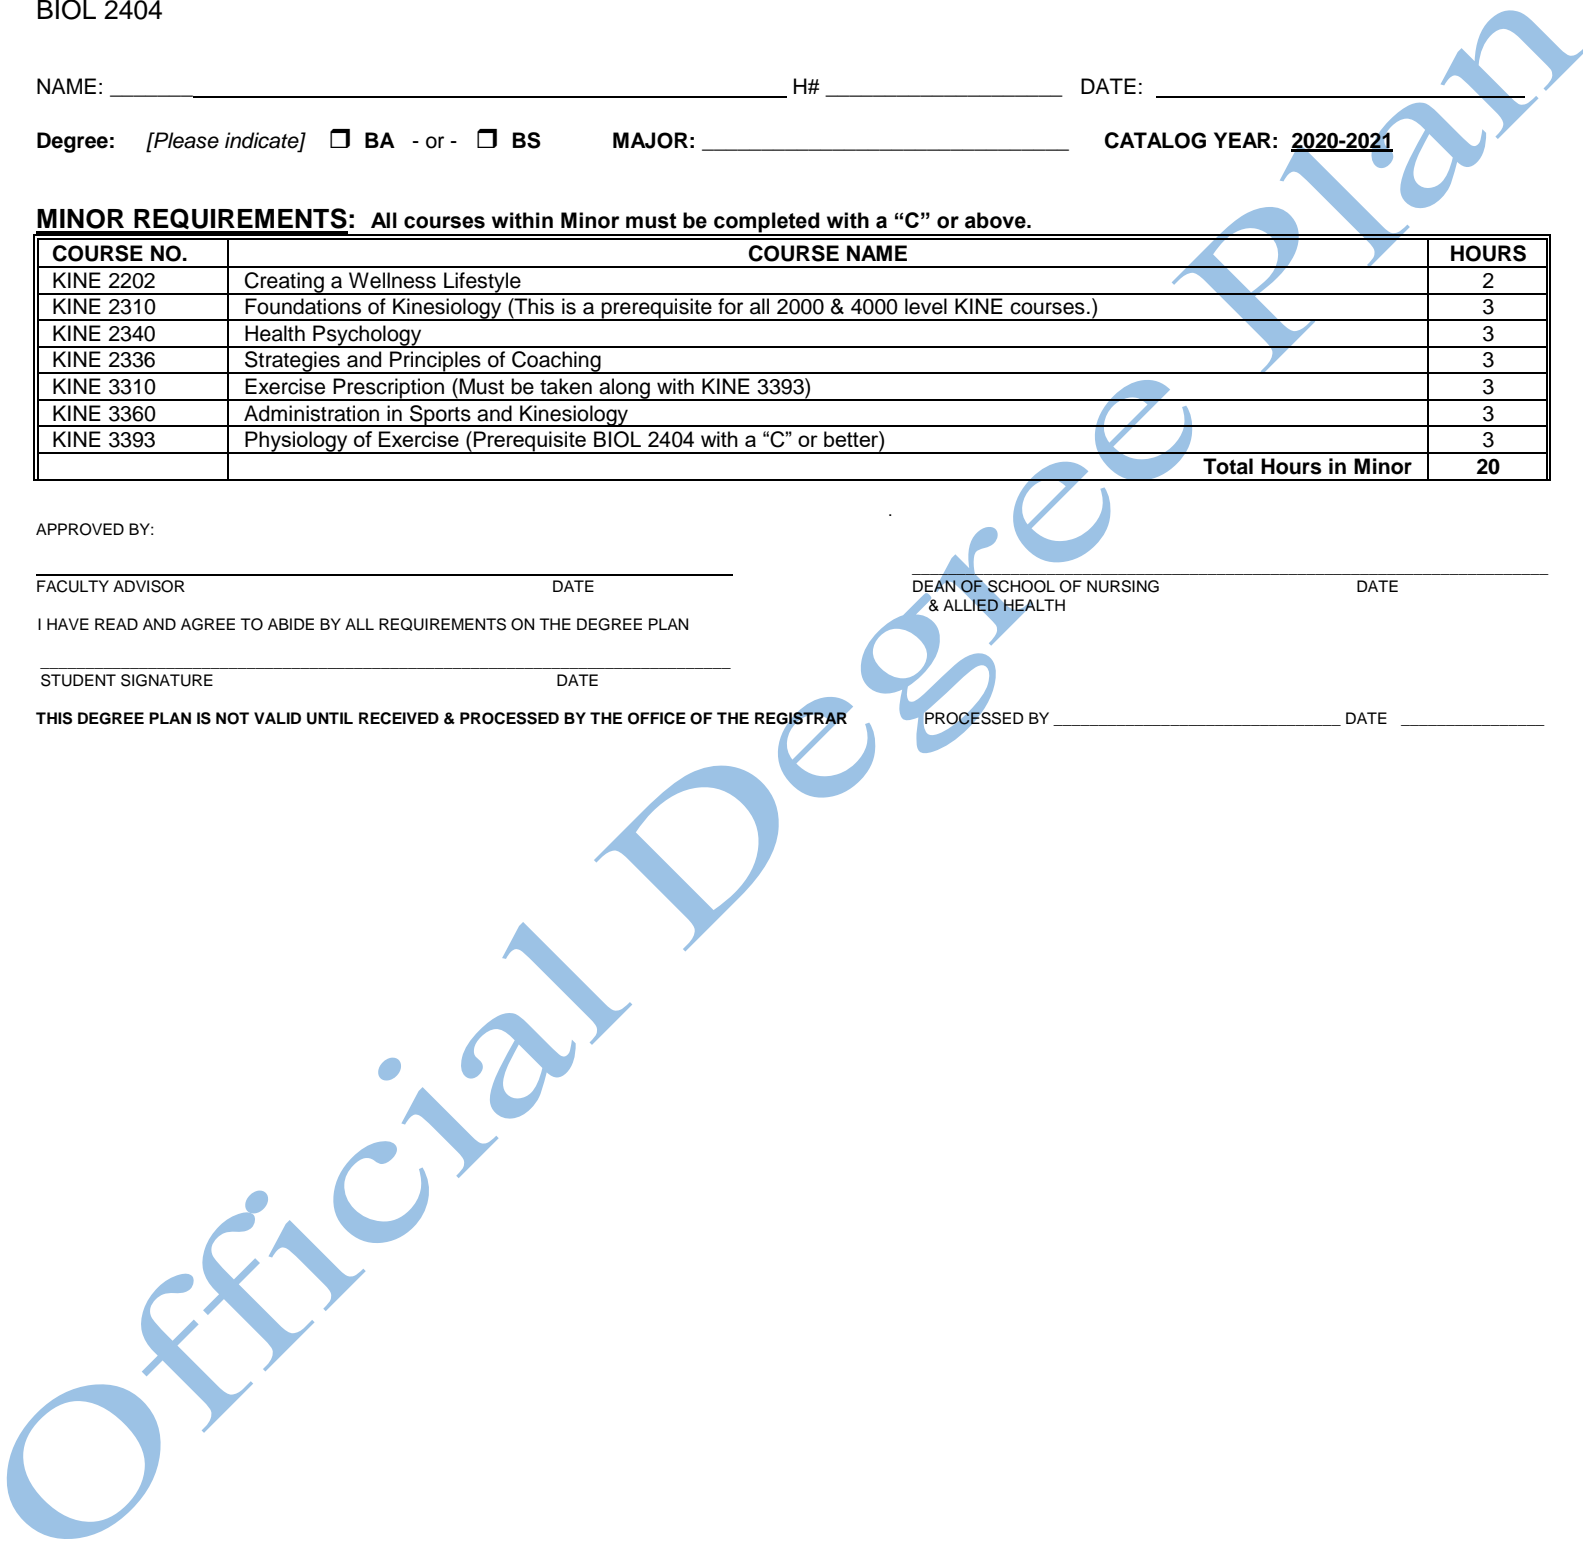 BIOL 2404
NAME: _______________ H# _______________ DATE: _______________
Degree: [Please indicate] ❒ BA - or - ❒ BS MAJOR: _______________ CATALOG YEAR: 2020-2021
MINOR REQUIREMENTS: All courses within Minor must be completed with a “C” or above.
COURSE NO. COURSE NAME HOURS
KINE 2202 Creating a Wellness Lifestyle 2
KINE 2310 Foundations of Kinesiology (This is a prerequisite for all 2000 & 4000 level KINE courses.) 3
KINE 2340 Health Psychology 3
KINE 2336 Strategies and Principles of Coaching 3
KINE 3310 Exercise Prescription (Must be taken along with KINE 3393) 3
KINE 3360 Administration in Sports and Kinesiology 3
KINE 3393 Physiology of Exercise (Prerequisite BIOL 2404 with a “C” or better) 3
Total Hours in Minor 20
.
APPROVED BY:
FACULTY ADVISOR DATE DEAN OF SCHOOL OF NURSING DATE
& ALLIED HEALTH
I HAVE READ AND AGREE TO ABIDE BY ALL REQUIREMENTS ON THE DEGREE PLAN
STUDENT SIGNATURE DATE
THIS DEGREE PLAN IS NOT VALID UNTIL RECEIVED & PROCESSED BY THE OFFICE OF THE REGISTRAR PROCESSED BY _______________ DATE _______________
Official Degree Plan